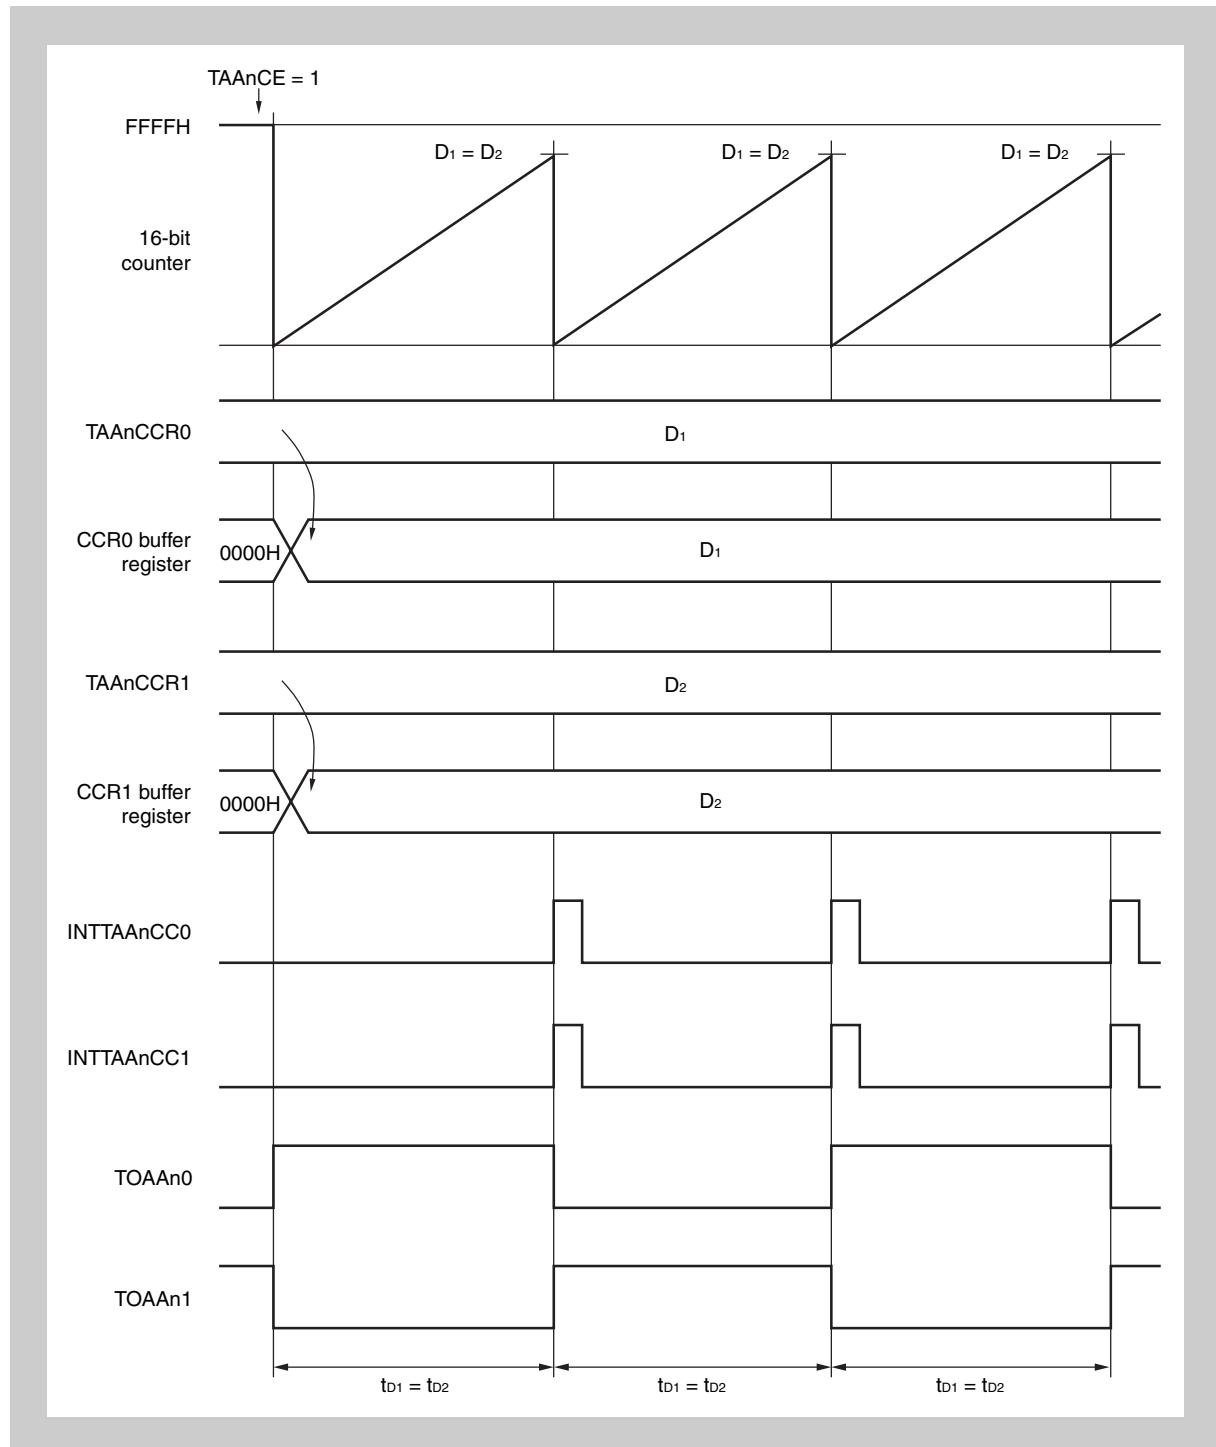 TAAnCE = 1
FFFFH
D1 = D2 D1 = D2 D1 = D2
16-bit
counter
TAAnCCR0
D1
CCR0 buffer
register
0000H
D1
TAAnCCR1
D2
CCR1 buffer
register
0000H
D2
INTTAAnCC0
INTTAAnCC1
TOAAn0
TOAAn1
tD1 = tD2 tD1 = tD2 tD1 = tD2